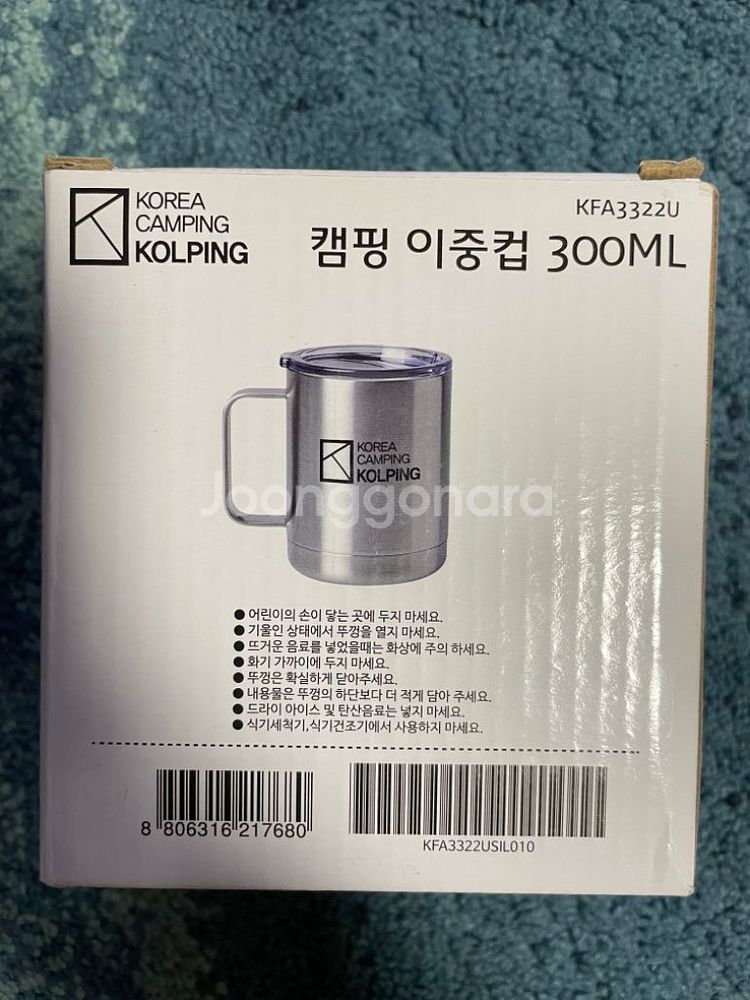 KOREA
CAMPING
KOLPING
KFA3322U
캠핑 이중컵 300ML
KOREA
CAMPING
KOLPING
Joonggonara
● 어린이의 손이 닿는 곳에 두지 마세요.
● 기울인 상태에서 뚜껑을 열지 마세요.
● 뜨거운 음료를 넣었을때는 화상에 주의 하세요.
● 화기 가까이에 두지 마세요.
● 뚜껑은 확실하게 닫아주세요.
● 내용물은 뚜껑의 하단보다 더 적게 담아 주세요.
● 드라이 아이스 및 탄산음료는 넣지 마세요.
● 식기세척기,식기건조기에서 사용하지 마세요.
8 806316 217680
KFA3322USIL010